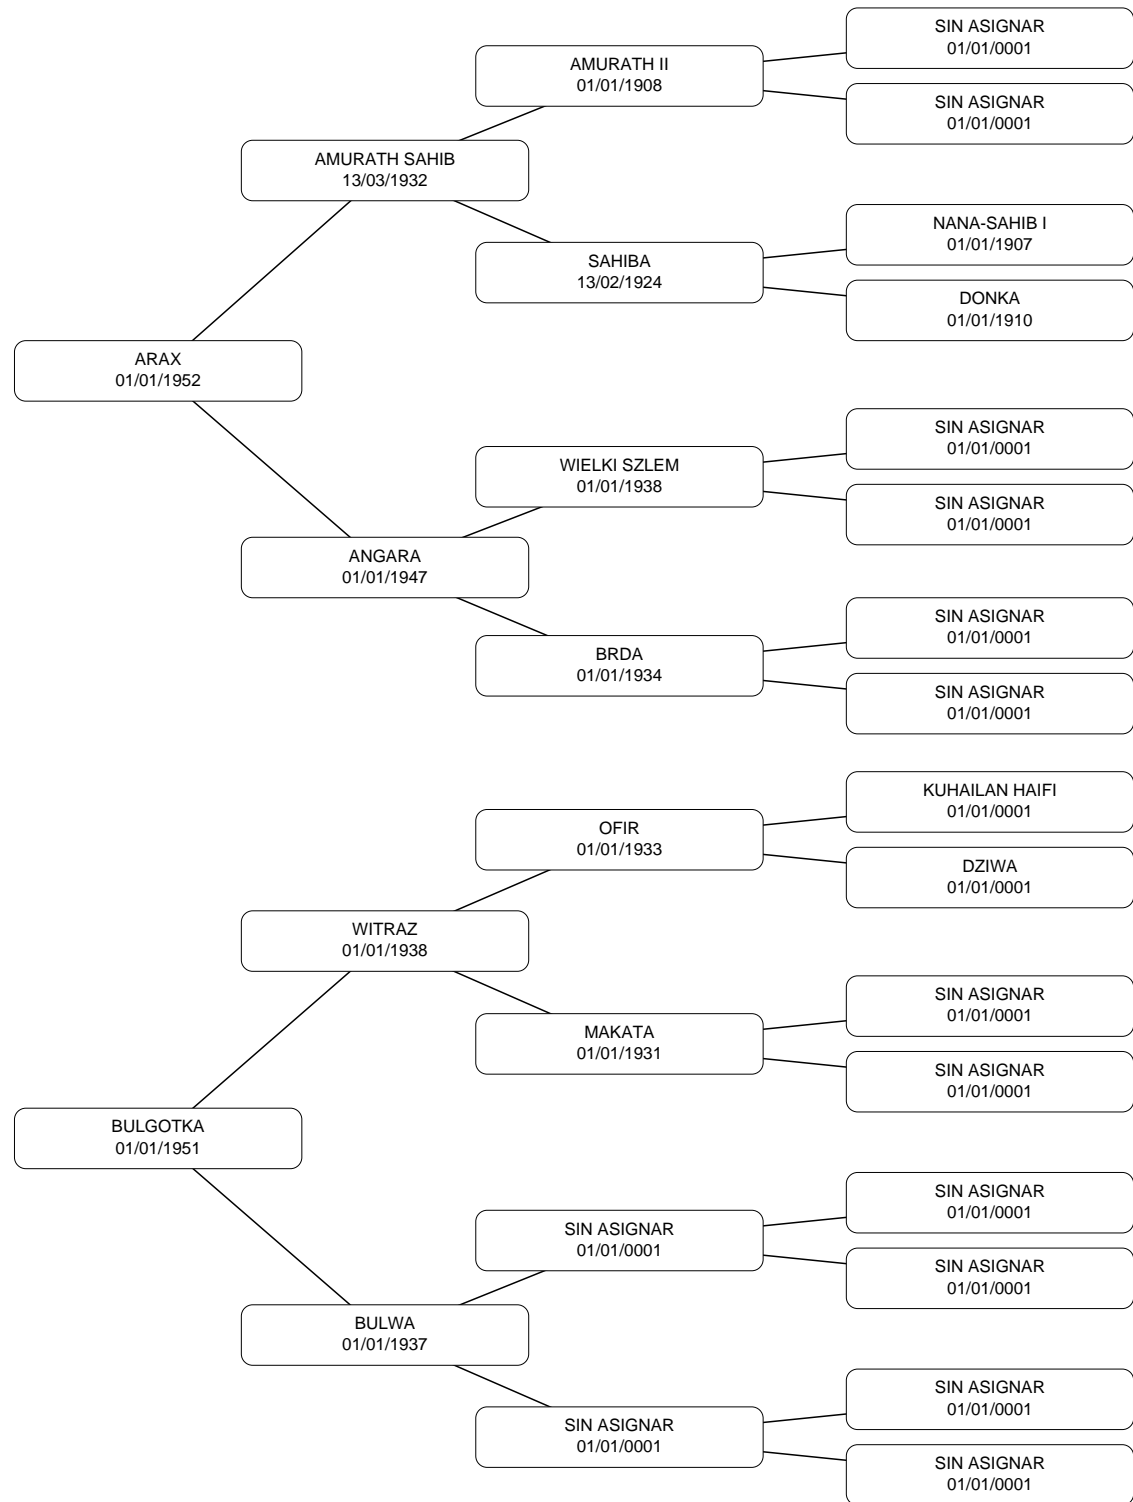 SIN ASIGNAR
01/01/0001
AMURATH II
01/01/1908
SIN ASIGNAR
01/01/0001
AMURATH SAHIB
13/03/1932
NANA-SAHIB I
01/01/1907
SAHIBA
13/02/1924
DONKA
01/01/1910
ARAX
01/01/1952
SIN ASIGNAR
01/01/0001
WIELKI SZLEM
01/01/1938
SIN ASIGNAR
01/01/0001
ANGARA
01/01/1947
SIN ASIGNAR
01/01/0001
BRDA
01/01/1934
SIN ASIGNAR
01/01/0001
KUHAILAN HAIFI
01/01/0001
OFIR
01/01/1933
DZIWA
01/01/0001
WITRAZ
01/01/1938
SIN ASIGNAR
01/01/0001
MAKATA
01/01/1931
SIN ASIGNAR
01/01/0001
BULGOTKA
01/01/1951
SIN ASIGNAR
01/01/0001
SIN ASIGNAR
01/01/0001
SIN ASIGNAR
01/01/0001
BULWA
01/01/1937
SIN ASIGNAR
01/01/0001
SIN ASIGNAR
01/01/0001
SIN ASIGNAR
01/01/0001